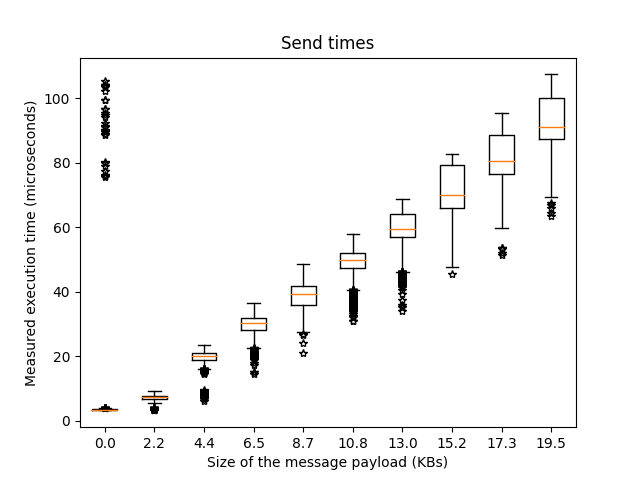 Send times
Measured execution time (microseconds)
100
80
60
40
20
0
0.0 2.2 4.4 6.5 8.7 10.8 13.0 15.2 17.3 19.5
Size of the message payload (KBs)